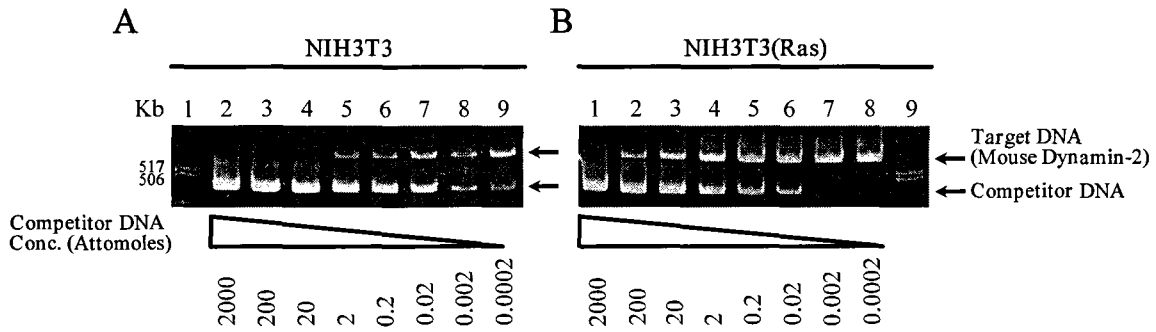 A
NIH3T3
Kb 1 2 3 4 5 6 7 8 9
517
506
Competitor DNA
Conc. (Attomoles)
2000 200 20 2 0.2 0.02 0.002 0.0002
B
NIH3T3(Ras)
1 2 3 4 5 6 7 8 9
Target DNA
(Mouse Dynamin-2)
Competitor DNA
2000 200 20 2 0.2 0.02 0.002 0.0002